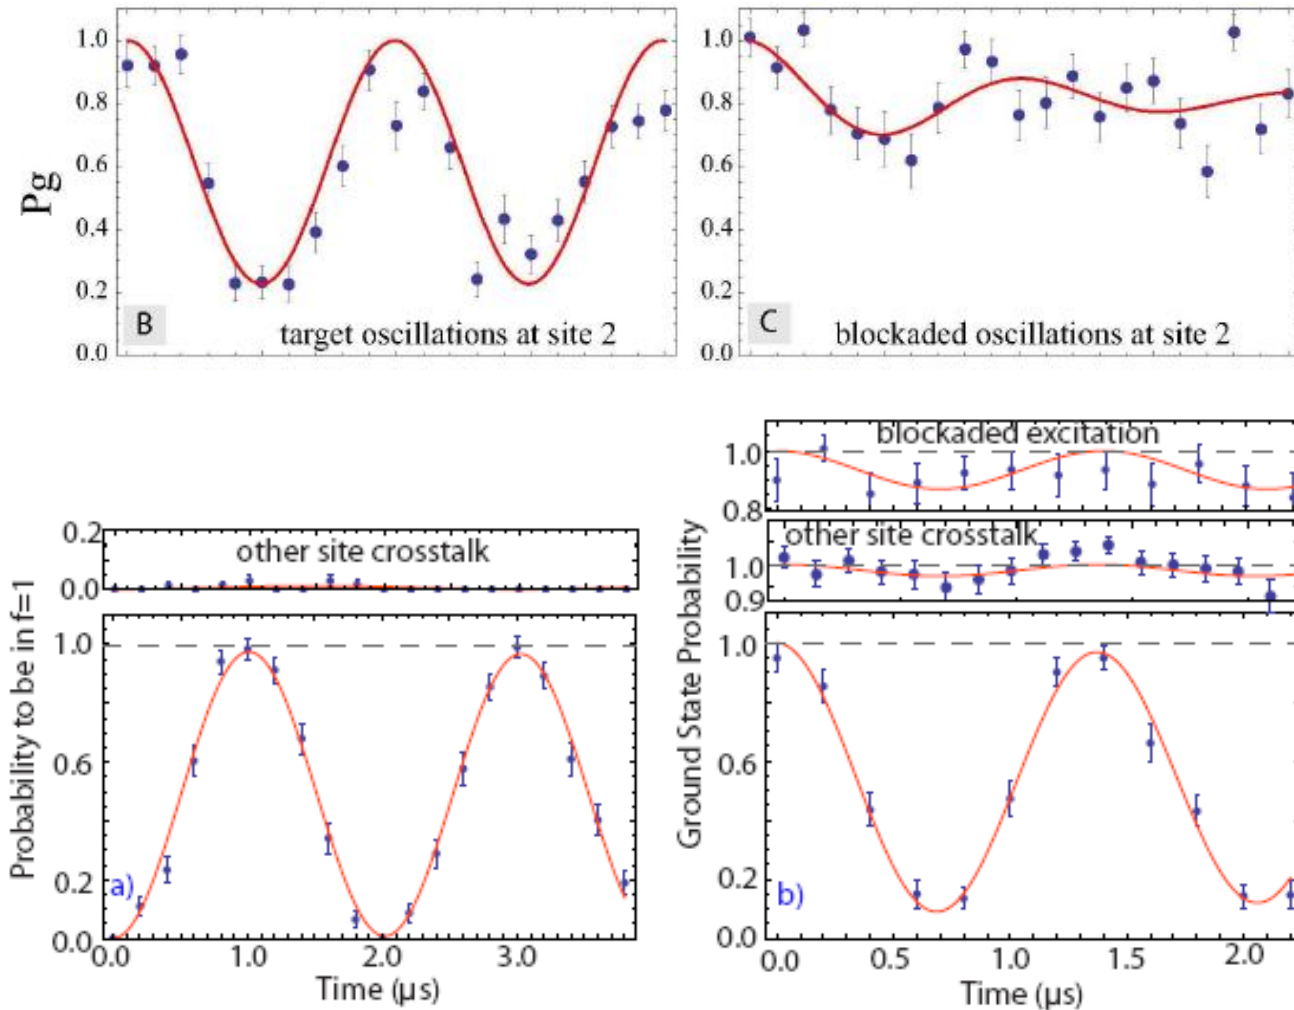 Pg
1.0
0.8
0.6
0.4
0.2
0.0
B
target oscillations at site 2
1.0
0.8
0.6
0.4
0.2
0.0
C
blockaded oscillations at site 2
Probability to be in f=1
0.2
0.0
other site crosstalk
1.0
0.6
0.2
0.0
a)
0.0 1.0 2.0 3.0
Time (μs)
Ground State Probability
blockaded excitation
1.0
0.8
other site crosstalk
1.0
0.9
1.0
0.6
0.2
0.0
b)
0.0 0.5 1.0 1.5 2.0
Time (μs)